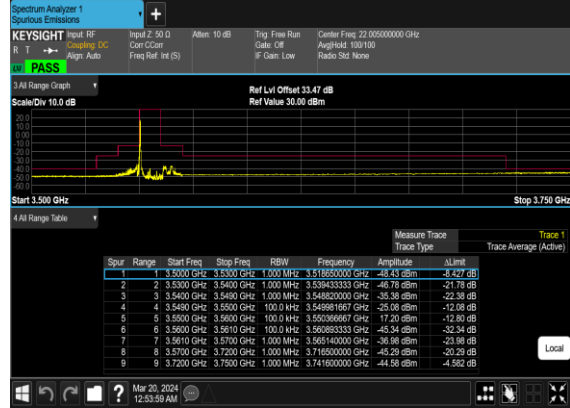 Spectrum Analyzer 1
Spurious Emissions
KEYSIGHT Input: RF Input Z: 50 Ω Atten: 10 dB Trig: Free Run Center Freq: 22.005000000 GHz
R T Coupling: DC Corr CCorr Gate: Off Avg|Hold: 100/100
Align: Auto Freq Ref: Int (S) IF Gain: Low Radio Std: None
PASS
3 All Range Graph
Ref Lvl Offset 33.47 dB
Scale/Div 10.0 dB Ref Value 30.00 dBm
20.0
10.0
0.00
-10.0
-20.0
-30.0
-40.0
-50.0
-60.0
Start 3.500 GHz Stop 3.750 GHz
4 All Range Table
Measure Trace Trace 1
Trace Type Trace Average (Active)
Spur Range Start Freq Stop Freq RBW Frequency Amplitude ΔLimit
1 1 3.5000 GHz 3.5300 GHz 1.000 MHz 3.518650000 GHz -48.43 dBm -8.427 dB
2 2 3.5300 GHz 3.5400 GHz 1.000 MHz 3.539433333 GHz -46.78 dBm -21.78 dB
3 3 3.5400 GHz 3.5490 GHz 1.000 MHz 3.548820000 GHz -35.38 dBm -22.38 dB
4 4 3.5490 GHz 3.5500 GHz 100.0 kHz 3.549981667 GHz -25.08 dBm -12.08 dB
5 5 3.5500 GHz 3.5600 GHz 100.0 kHz 3.550366667 GHz 17.20 dBm -12.80 dB
6 6 3.5600 GHz 3.5610 GHz 100.0 kHz 3.560893333 GHz -45.34 dBm -32.34 dB
7 7 3.5610 GHz 3.5700 GHz 1.000 MHz 3.565140000 GHz -36.98 dBm -23.98 dB
8 8 3.5700 GHz 3.7200 GHz 1.000 MHz 3.716500000 GHz -45.29 dBm -20.29 dB
9 9 3.7200 GHz 3.7500 GHz 1.000 MHz 3.741600000 GHz -44.58 dBm -4.582 dB
Local
Mar 20, 2024
12:53:59 AM